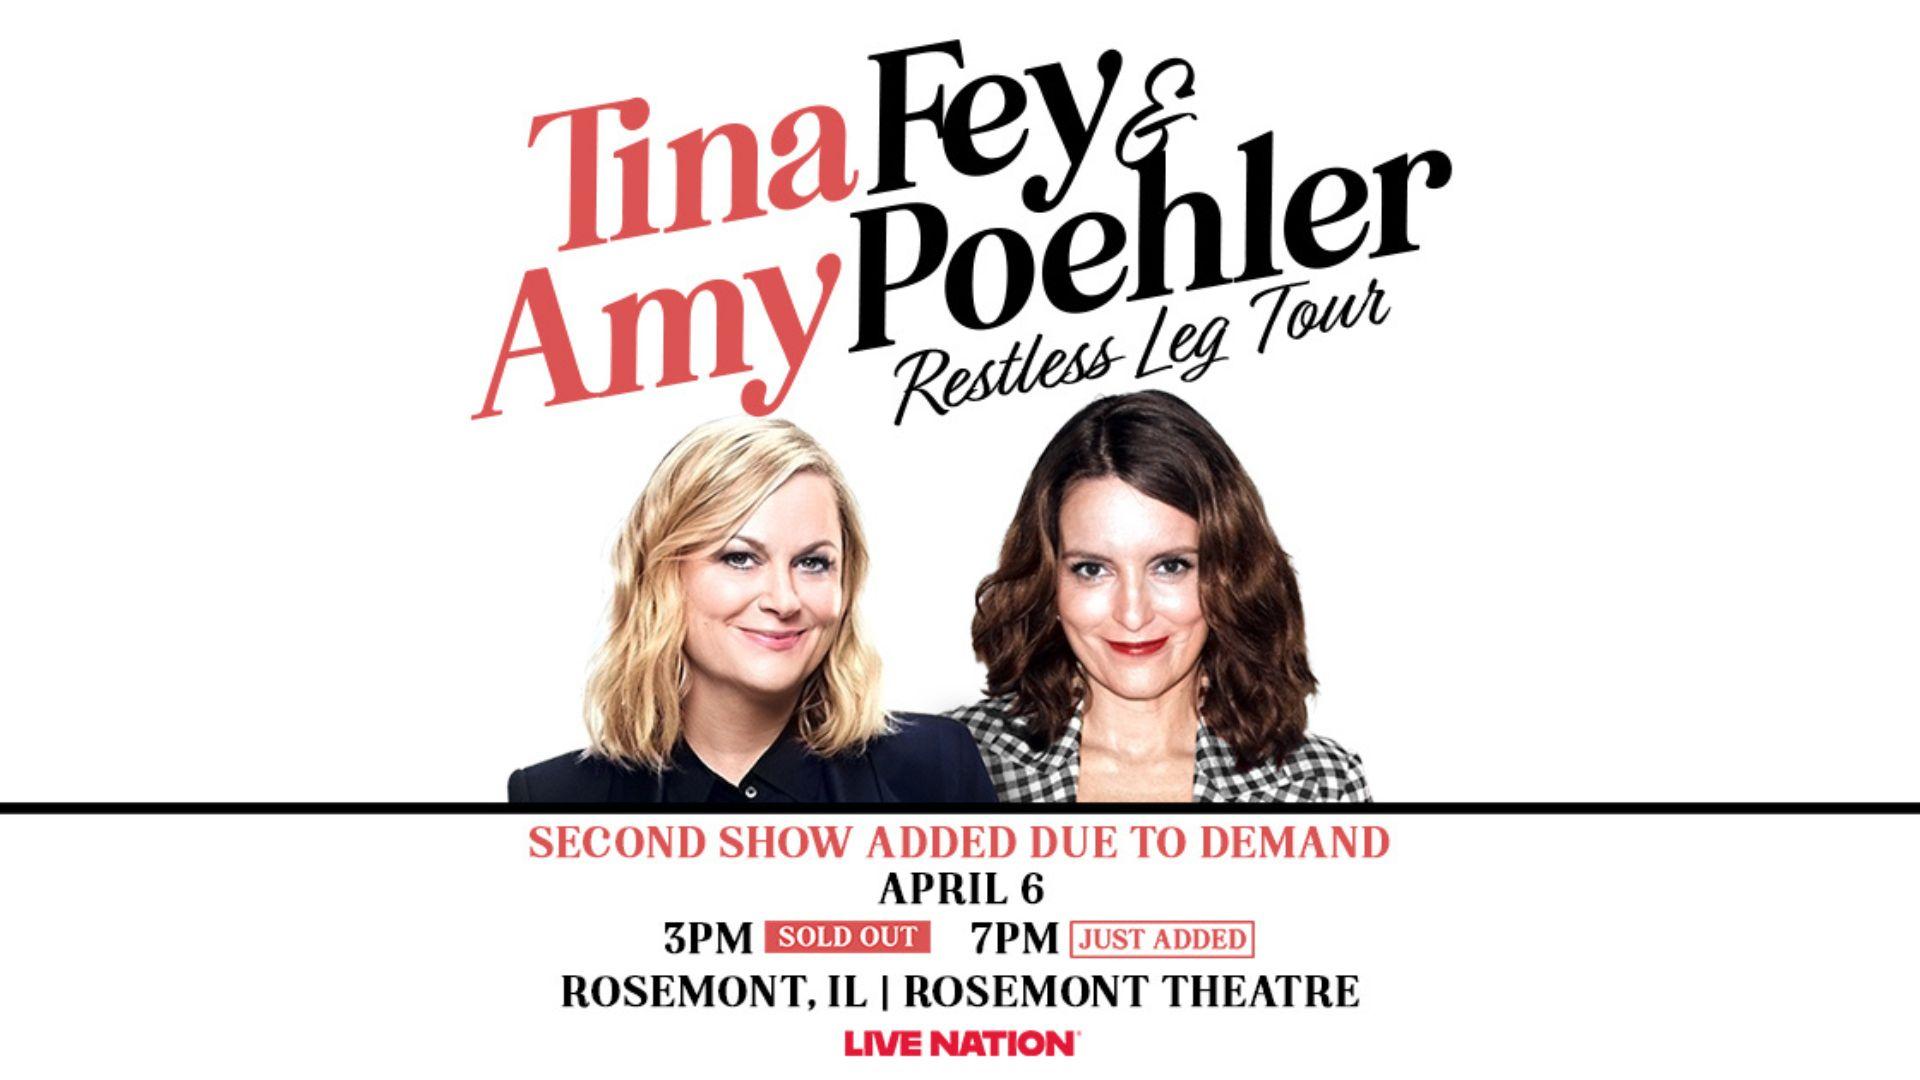 Tina Fey &
Amy Poehler
Restless Leg Tour
SECOND SHOW ADDED DUE TO DEMAND
APRIL 6
3PM SOLD OUT 7PM JUST ADDED
ROSEMONT, IL | ROSEMONT THEATRE
LIVE NATION